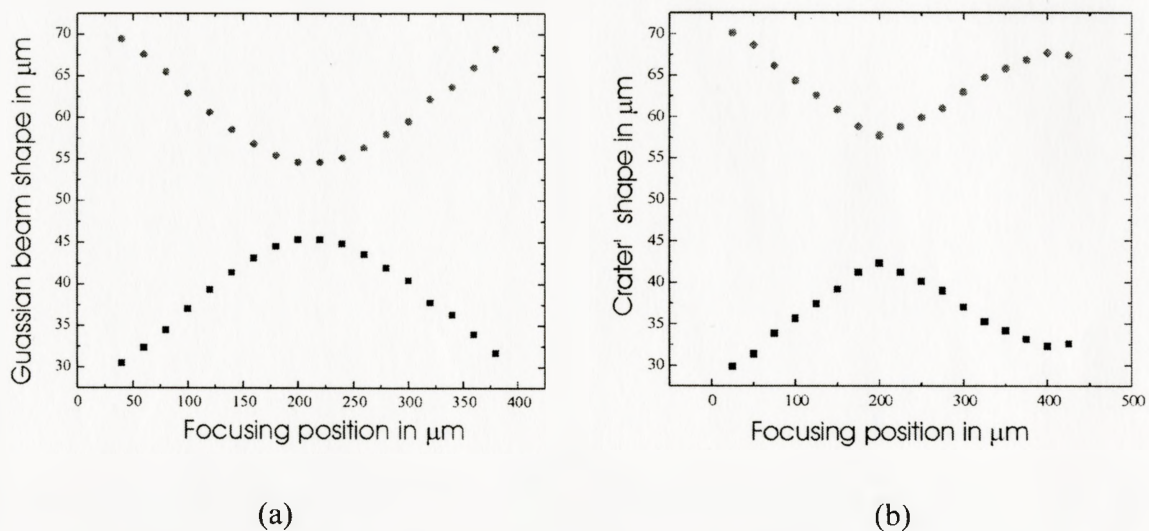 70
65
60
55
50
45
40
35
30
Guassian beam shape in μm
0 50 100 150 200 250 300 350 400
Focusing position in μm
(a)
70
65
60
55
50
45
40
35
30
Crater' shape in μm
0 100 200 300 400 500
Focusing position in μm
(b)